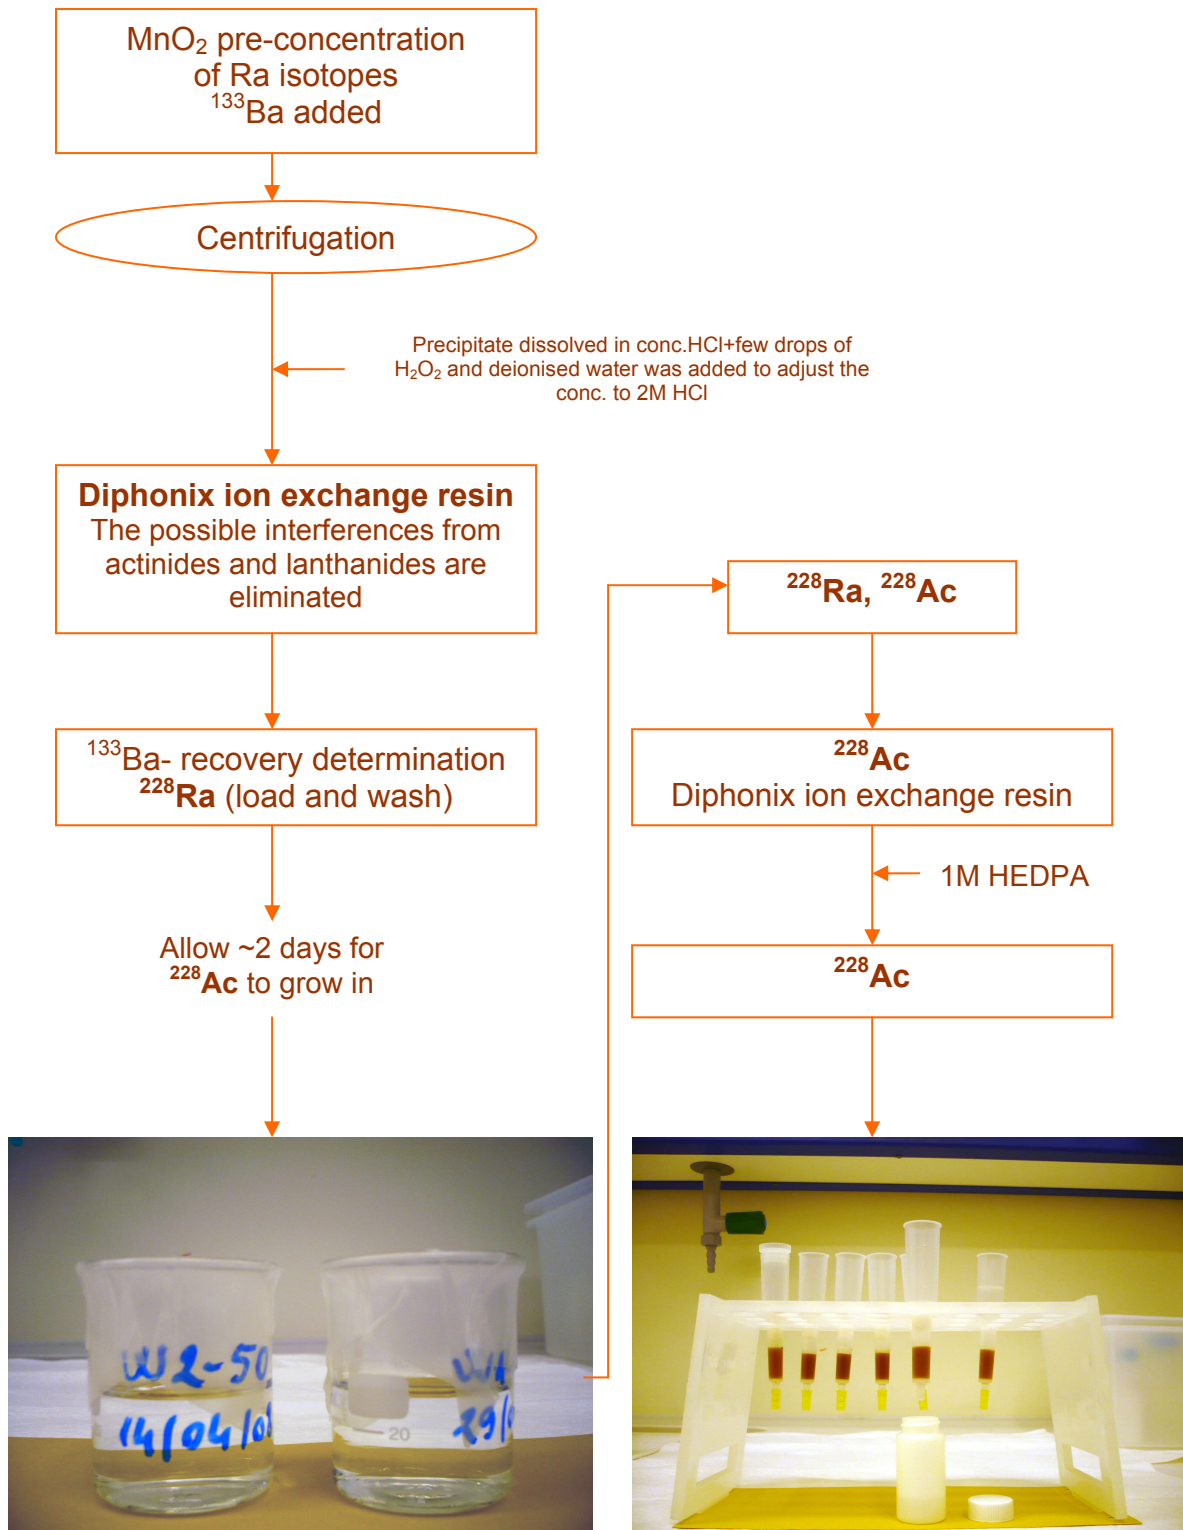 MnO₂ pre-concentration
of Ra isotopes
¹³³Ba added
Centrifugation
Precipitate dissolved in conc.HCl+few drops of
H₂O₂ and deionised water was added to adjust the
conc. to 2M HCl
Diphonix ion exchange resin
The possible interferences from
actinides and lanthanides are
eliminated
¹³³Ba- recovery determination
²²⁸Ra (load and wash)
Allow ~2 days for
²²⁸Ac to grow in
W2-50
14/04/08
20
²²⁸Ra, ²²⁸Ac
²²⁸Ac
Diphonix ion exchange resin
1M HEDPA
²²⁸Ac